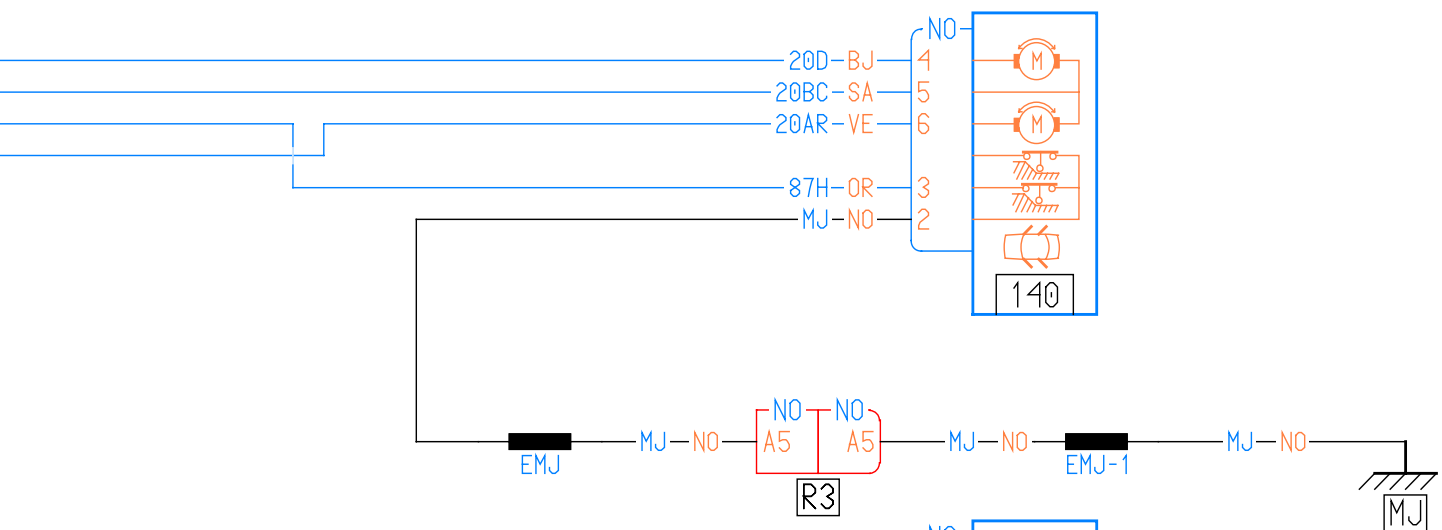 NO
20D BJ 4 M
20BC SA 5
20AR VE 6 M
87H OR 3
MJ NO 2
140
NO NO
MJ NO A5 A5 MJ NO MJ NO
EMJ EMJ-1
R3 MJ
NO